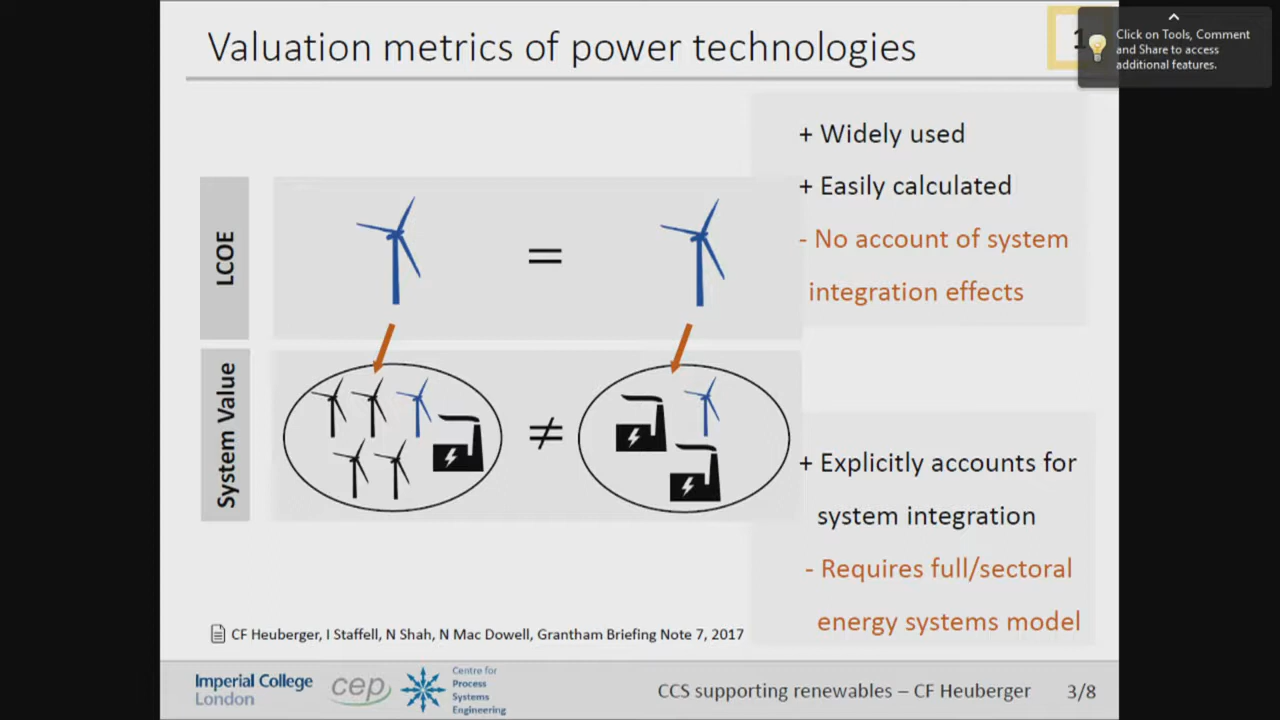 Valuation metrics of power technologies
1
Click on Tools, Comment
and Share to access
additional features.
+ Widely used
+ Easily calculated
- No account of system
integration effects
LCOE
=
System Value
≠
+ Explicitly accounts for
system integration
- Requires full/sectoral
energy systems model
CF Heuberger, I Staffell, N Shah, N Mac Dowell, Grantham Briefing Note 7, 2017
Imperial College
London
cep
Centre for
Process
Systems
Engineering
CCS supporting renewables – CF Heuberger
3/8